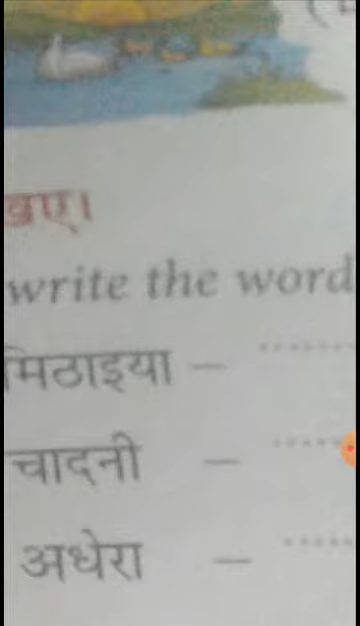 खिए।
write the word
मिठाइया –
चादनी –
अधेरा –